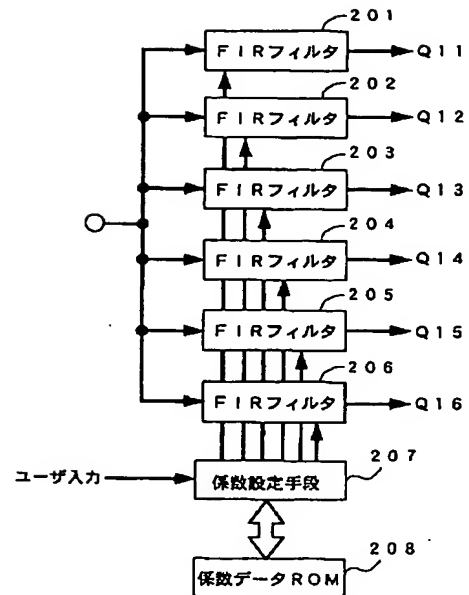 201
FIRフィルタ
Q11
202
FIRフィルタ
Q12
203
FIRフィルタ
Q13
204
FIRフィルタ
Q14
205
FIRフィルタ
Q15
206
FIRフィルタ
Q16
207
ユーザ入力
係数設定手段
208
係数データROM